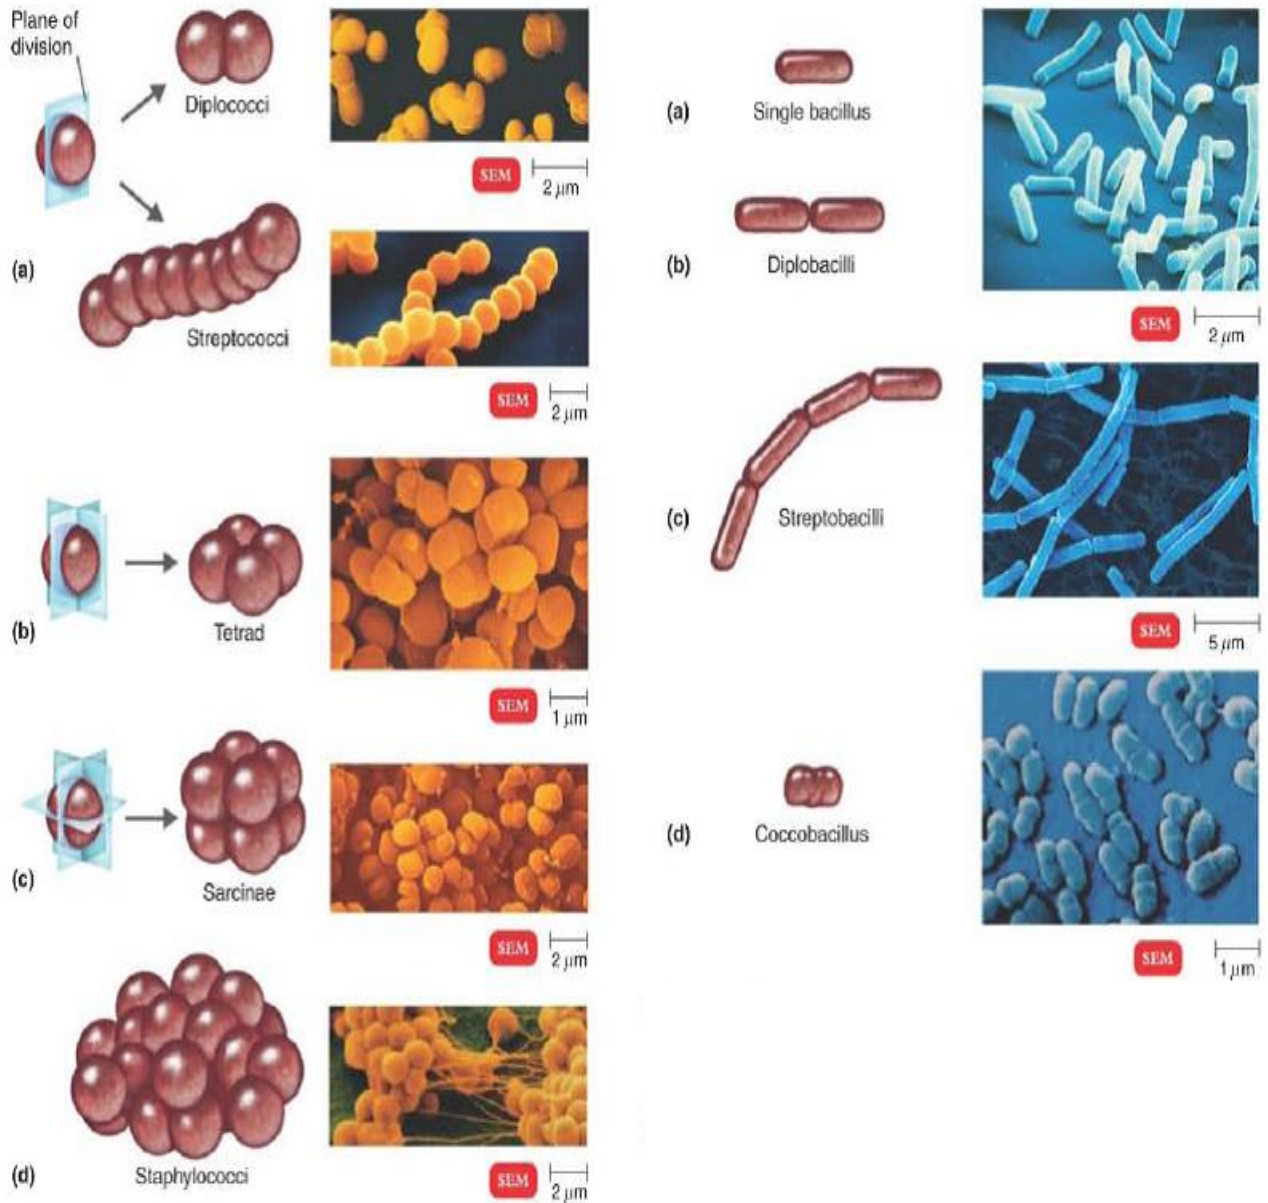 Plane of
division
Diplococci
SEM
2 μm
(a)
Streptococci
SEM
2 μm
(b)
Tetrad
SEM
1 μm
(c)
Sarcinae
SEM
2 μm
(d)
Staphylococci
SEM
2 μm
(a)
Single bacillus
(b)
Diplobacilli
SEM
2 μm
(c)
Streptobacilli
SEM
5 μm
(d)
Coccobacillus
SEM
1 μm